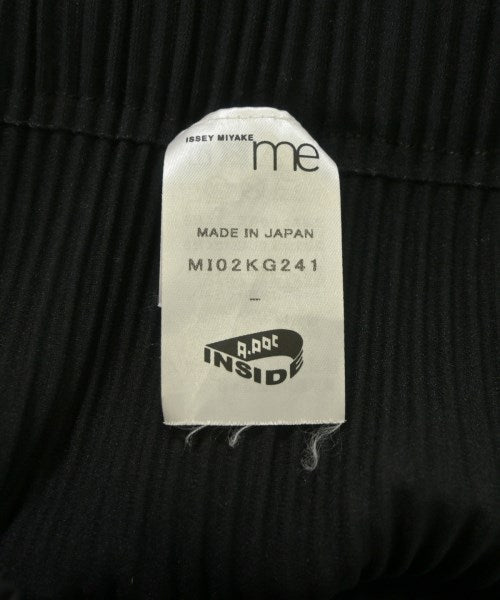 ISSEY MIYAKE
me
MADE IN JAPAN
MI02KG241
–
A-POC
INSIDE